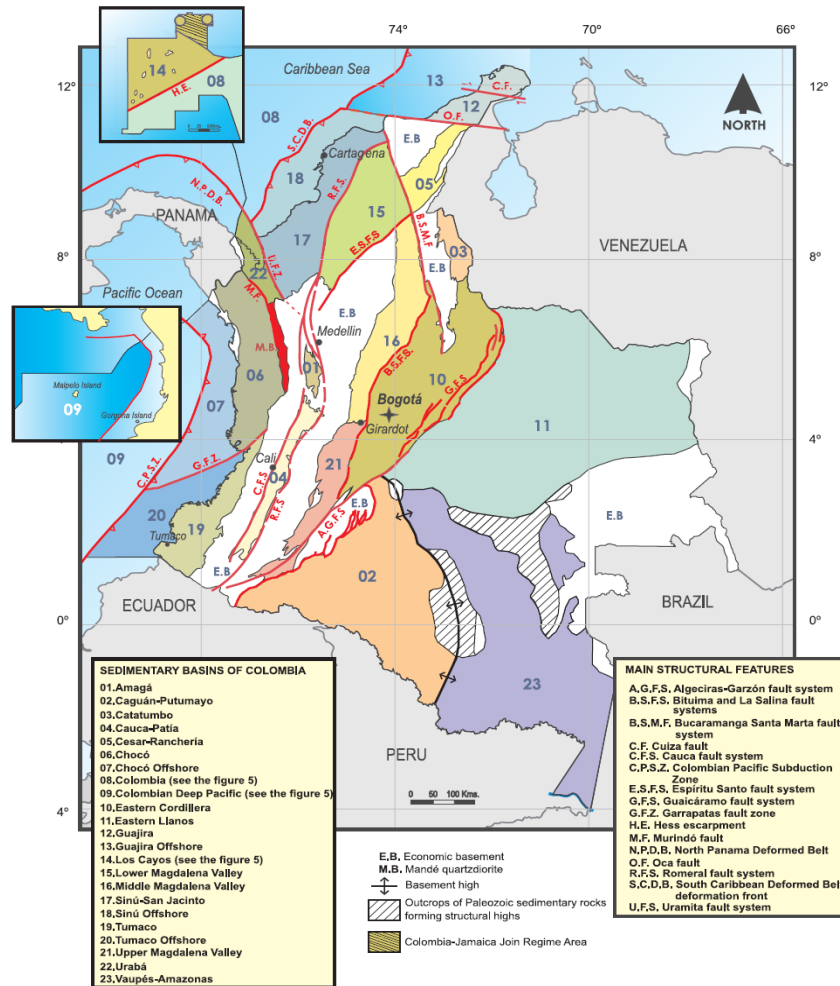 74°
70°
66°
14
08
H.E.
Caribbean Sea
13
C.F.
12
12°
12°
NORTH
08
S.C.D.B.
O.F.
E.B
Cartagena
18
R.F.S.
05
N.P.D.B.
15
PANAMA
17
B.S.M.F
E.S.F.S
03
VENEZUELA
8°
8°
22
U.F.Z.
E.B
Pacific Ocean
M.F.
E.B
Medellin
16
M.B
01
B.S.F.S.
10
G.F.S
06
07
Malpelo Island
09
Gorgona Island
Bogotá
Girardot
11
4°
4°
09
C.P.S.Z.
G.F.Z.
Cali
C.F.S
04
R.F.S
21
20
19
Tumaco
A.G.F.S
E.B
E.B
E.B
02
ECUADOR
BRAZIL
0°
0°
23
PERU
4°
4°
0 50 100 Kms.
SEDIMENTARY BASINS OF COLOMBIA
01.Amagá
02.Caguán-Putumayo
03.Catatumbo
04.Cauca-Patía
05.Cesar-Ranchería
06.Chocó
07.Chocó Offshore
08.Colombia (see the figure 5)
09.Colombian Deep Pacific (see the figure 5)
10.Eastern Cordillera
11.Eastern Llanos
12.Guajira
13.Guajira Offshore
14.Los Cayos (see the figure 5)
15.Lower Magdalena Valley
16.Middle Magdalena Valley
17.Sinú-San Jacinto
18.Sinú Offshore
19.Tumaco
20.Tumaco Offshore
21.Upper Magdalena Valley
22.Urabá
23.Vaupés-Amazonas
E.B. Economic basement
M.B. Mandé quartzdiorite
Basement high
Outcrops of Paleozoic sedimentary rocks
forming structural highs
Colombia-Jamaica Join Regime Area
MAIN STRUCTURAL FEATURES
A,G.F.S. Algeciras-Garzón fault system
B.S.F.S. Bituima and La Salina fault
systems
B.S.M.F. Bucaramanga Santa Marta fault
system
C.F. Cuiza fault
C.F.S. Cauca fault system
C.P.S.Z. Colombian Pacific Subduction
Zone
E.S.F.S. Espíritu Santo fault system
G.F.S Guaicáramo fault system
G.F.Z. Garrapatas fault zone
H.E. Hess escarpment
M.F. Murindó fault
N.P.D.B. North Panama Deformed Belt
O.F. Oca fault
R.F.S. Romeral fault system
S,C,D,B. South Caribbean Deformed Belt
deformation front
U,F,S, Uramita fault system